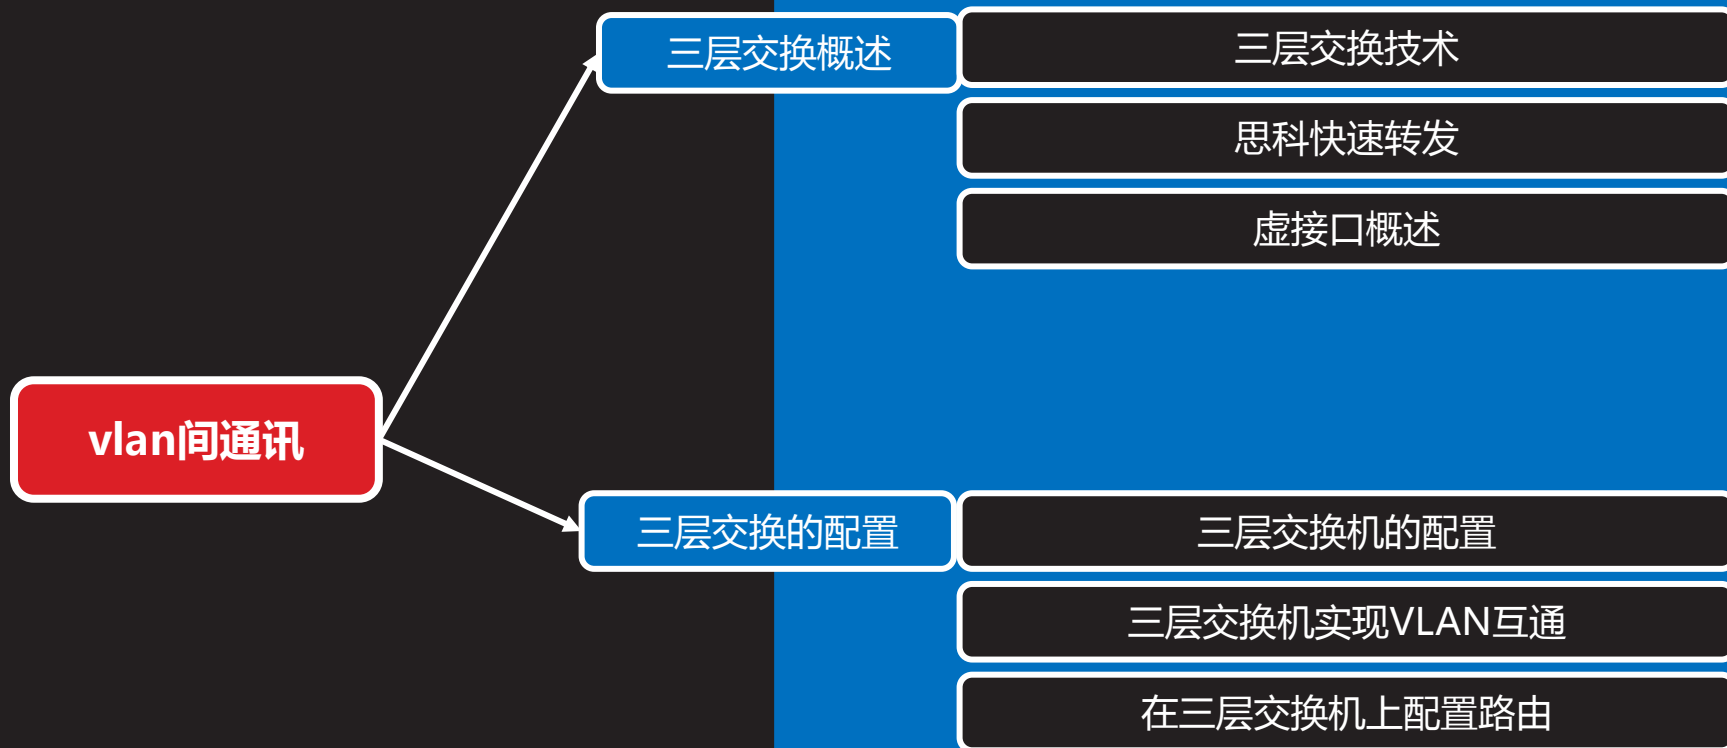 三层交换概述
三层交换技术
思科快速转发
虚接口概述
vlan间通讯
三层交换的配置
三层交换机的配置
三层交换机实现VLAN互通
在三层交换机上配置路由